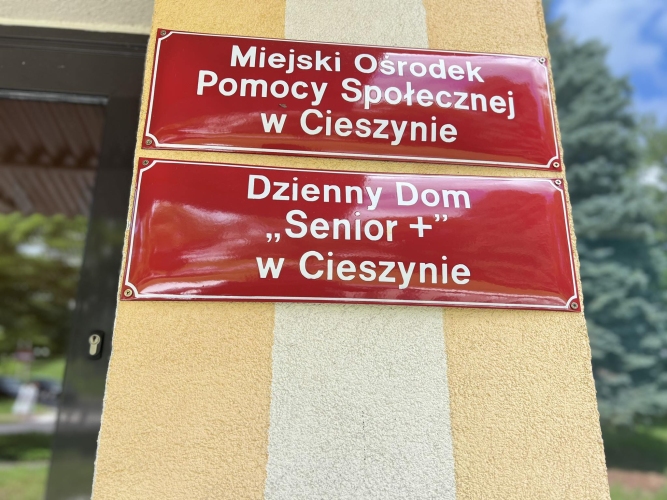 Miejski Ośrodek
Pomocy Społecznej
w Cieszynie
Dzienny Dom
„Senior +”
w Cieszynie